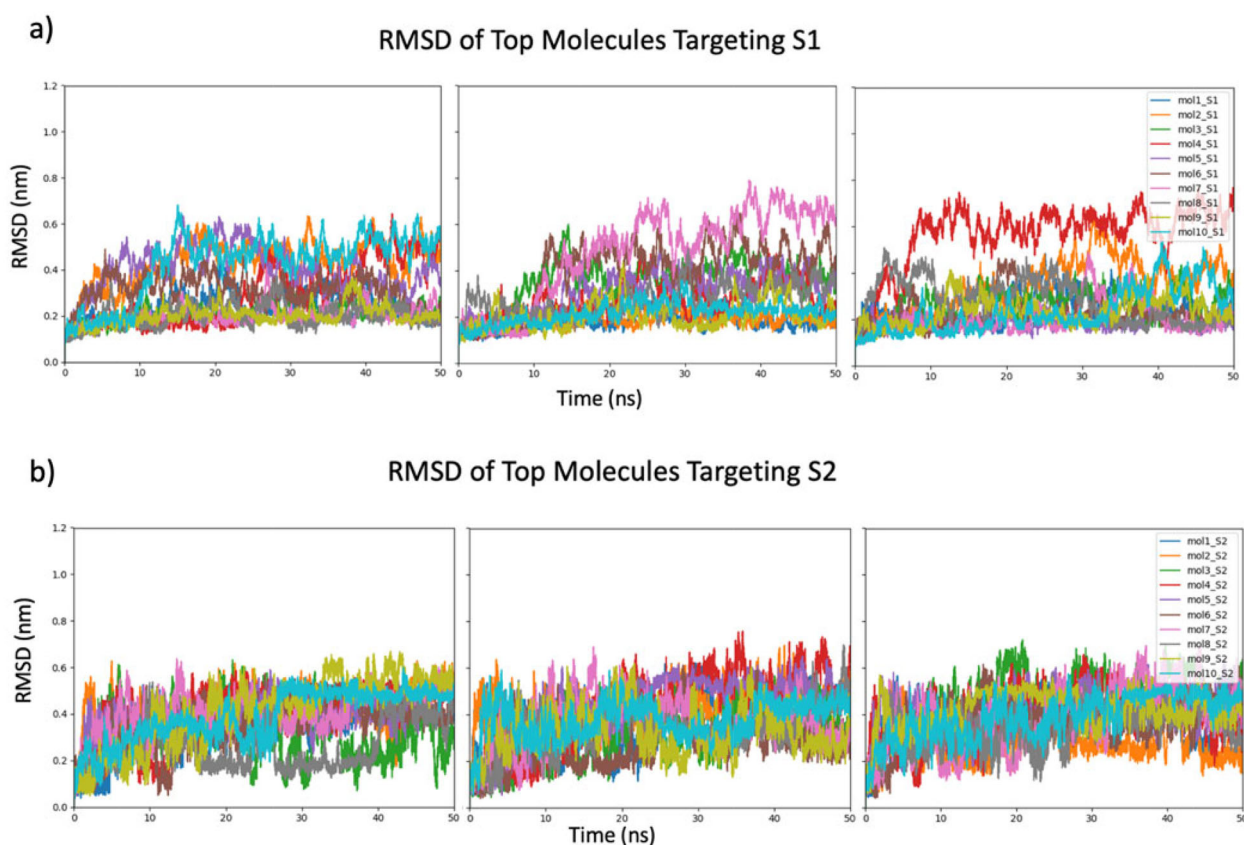 a)
RMSD of Top Molecules Targeting S1
RMSD (nm)
1.2
1.0
0.8
0.6
0.4
0.2
0.0
0 10 20 30 40 50
0 10 20 30 40 50
0 10 20 30 40 50
mol1_S1
mol2_S1
mol3_S1
mol4_S1
mol5_S1
mol6_S1
mol7_S1
mol8_S1
mol9_S1
mol10_S1
Time (ns)
b)
RMSD of Top Molecules Targeting S2
RMSD (nm)
1.2
1.0
0.8
0.6
0.4
0.2
0.0
0 10 20 30 40 50
0 10 20 30 40 50
0 10 20 30 40 50
mol1_S2
mol2_S2
mol3_S2
mol4_S2
mol5_S2
mol6_S2
mol7_S2
mol8_S2
mol9_S2
mol10_S2
Time (ns)